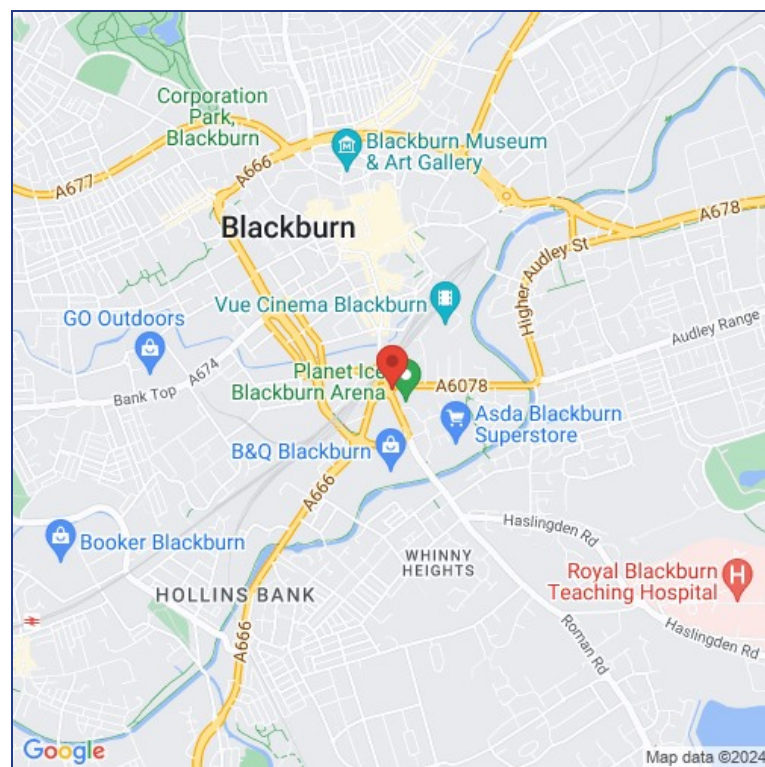 Corporation
Park,
Blackburn
Blackburn Museum
& Art Gallery
A666
A677
A678
Blackburn
Higher Audley St
Vue Cinema Blackburn
GO Outdoors
Audley Range
A674
Bank Top
Planet Ice
Blackburn Arena
A6078
Asda Blackburn
Superstore
B&Q Blackburn
A666
Haslingden Rd
Booker Blackburn
WHINNY
HEIGHTS
Royal Blackburn
Teaching Hospital
H
HOLLINS BANK
Roman Rd
Haslingden Rd
A666
Google
Map data ©2024